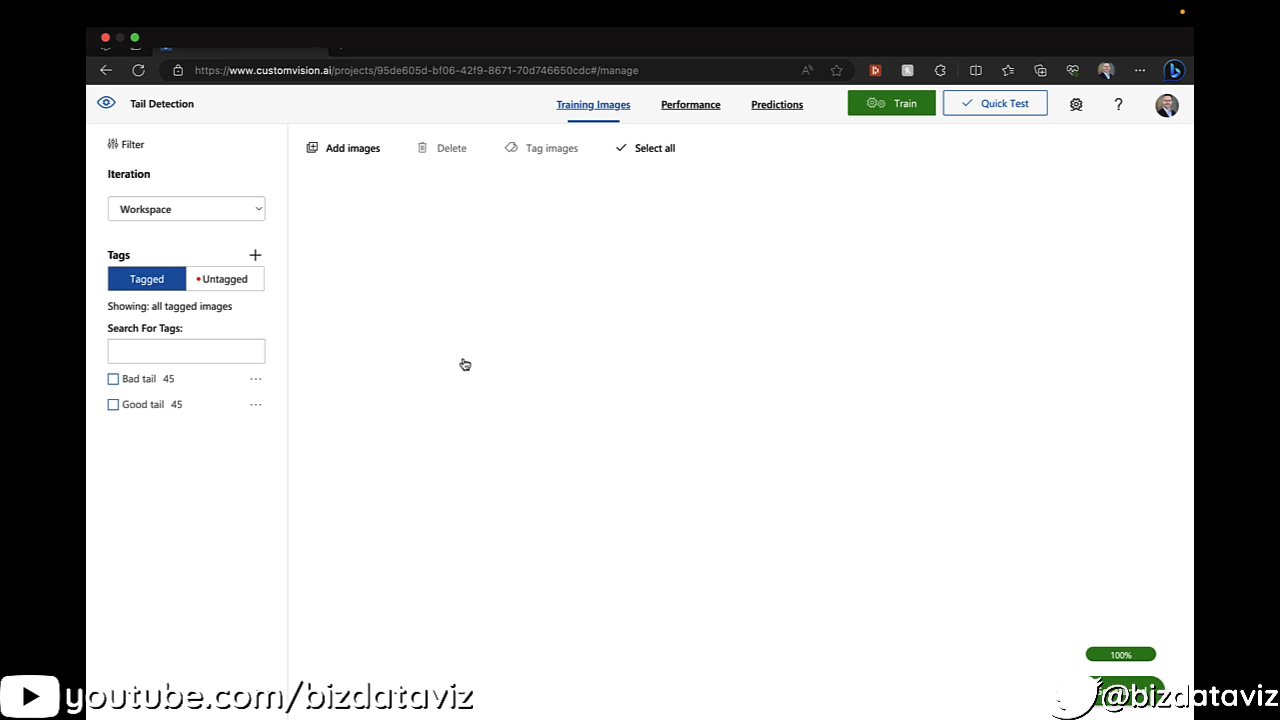 https://www.customvision.ai/projects/95de605d-bf06-42f9-8671-70d746650cdc#/manage
Tail Detection
Training Images
Performance
Predictions
Train
Quick Test
?
Filter
Add images
Delete
Tag images
Select all
Iteration
Workspace
Tags
Tagged
Untagged
Showing: all tagged images
Search For Tags:
Bad tail 45
Good tail 45
100%
youtube.com/bizdataviz
@bizdataviz